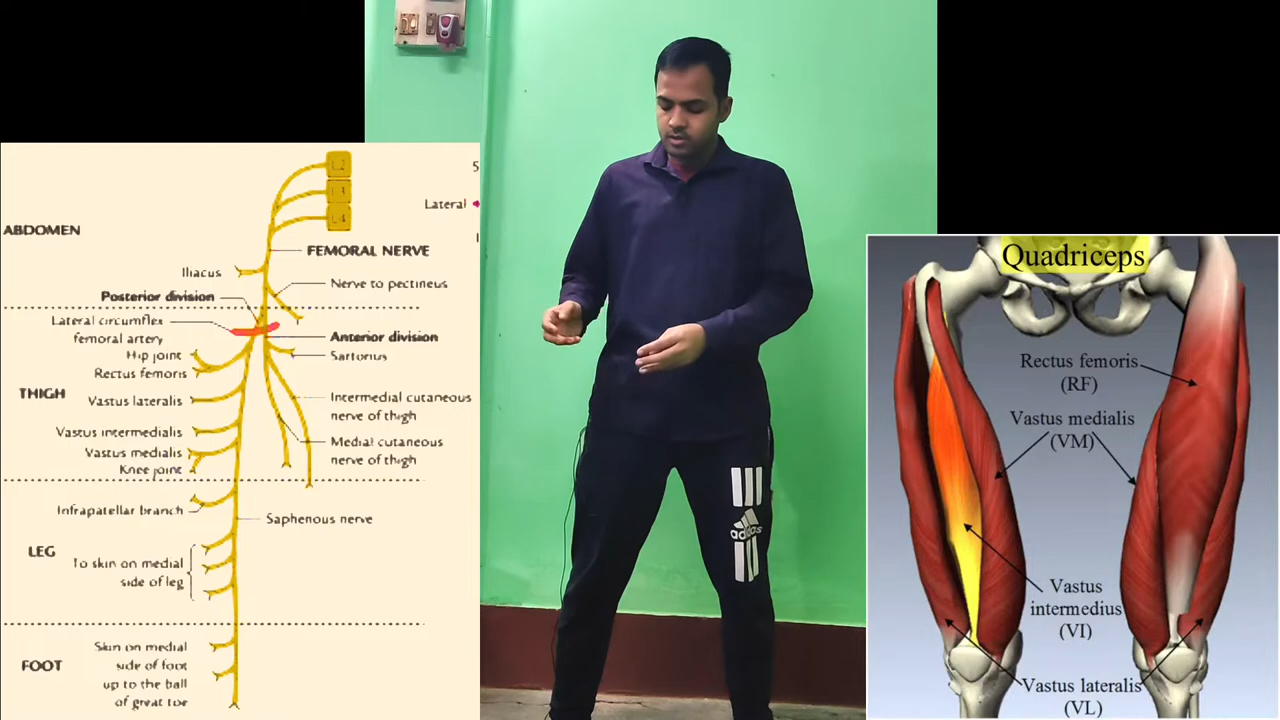 L2
L3
L4
S
Lateral
ABDOMEN
FEMORAL NERVE
Iliacus
Nerve to pectineus
Posterior division
Lateral circumflex
femoral artery
Anterior division
Hip joint
Sartorius
Rectus femoris
THIGH
Vastus lateralis
Intermedial cutaneous
nerve of thigh
Vastus intermedialis
Vastus medialis
Medial cutaneous
nerve of thigh
Knee joint
Infrapatellar branch
Saphenous nerve
LEG
To skin on medial
side of leg
FOOT
Skin on medial
side of foot
up to the ball
of great toe
adidas
Quadriceps
Rectus femoris
(RF)
Vastus medialis
(VM)
Vastus
intermedius
(VI)
Vastus lateralis
(VL)